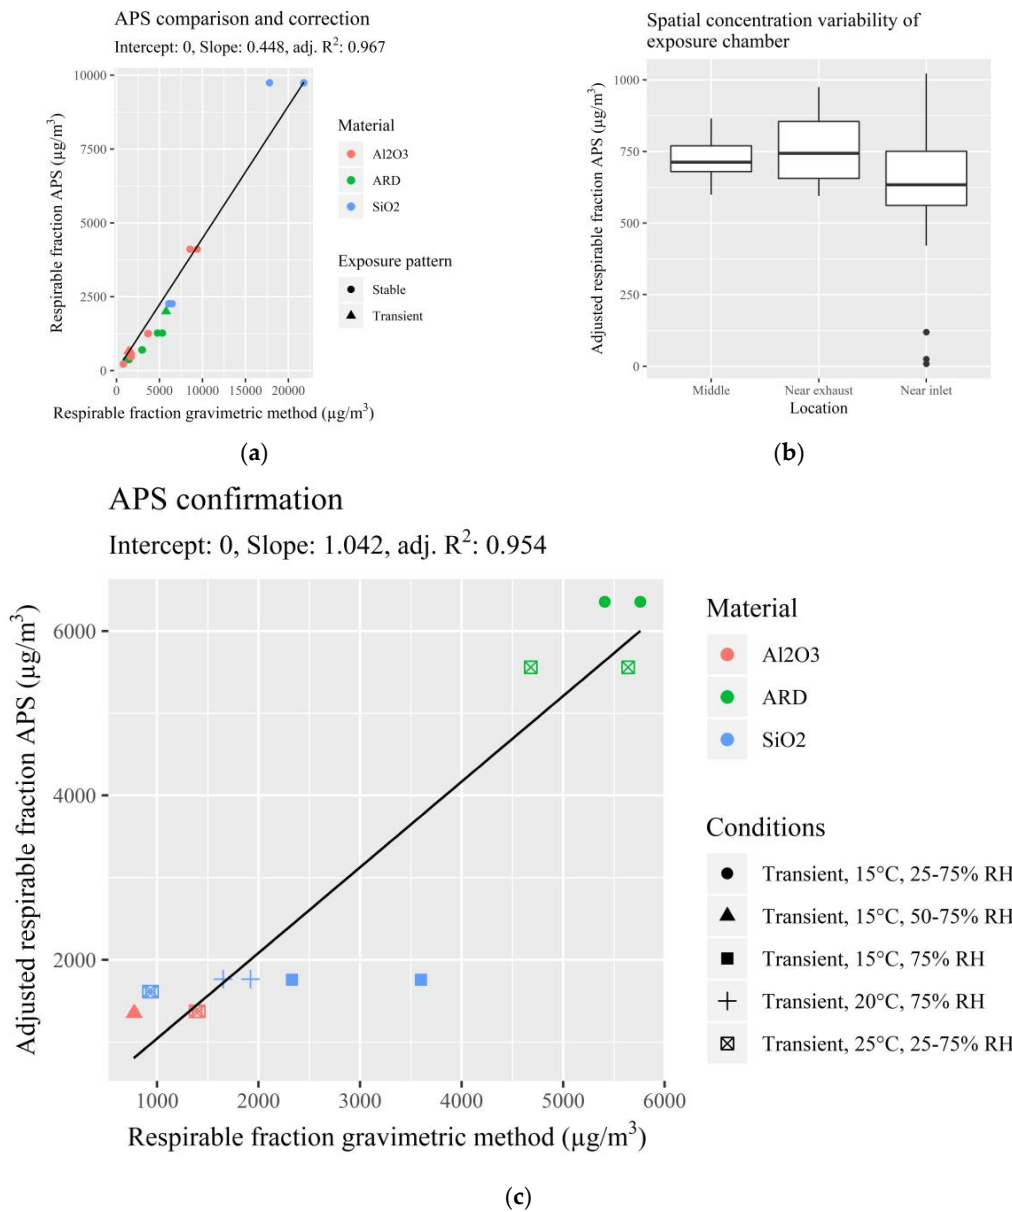 APS comparison and correction
Intercept: 0, Slope: 0.448, adj. R²: 0.967
Respirable fraction APS (µg/m³)
10000
7500
5000
2500
0
0
5000
10000
15000
20000
Respirable fraction gravimetric method (µg/m³)
Material
Al2O3
ARD
SiO2
Exposure pattern
Stable
Transient
(a)
Spatial concentration variability of
exposure chamber
Adjusted respirable fraction APS (µg/m³)
1000
750
500
250
0
Middle
Near exhaust
Near inlet
Location
(b)
APS confirmation
Intercept: 0, Slope: 1.042, adj. R²: 0.954
Adjusted respirable fraction APS (µg/m³)
6000
4000
2000
1000
2000
3000
4000
5000
6000
Respirable fraction gravimetric method (µg/m³)
Material
Al2O3
ARD
SiO2
Conditions
Transient, 15°C, 25-75% RH
Transient, 15°C, 50-75% RH
Transient, 15°C, 75% RH
Transient, 20°C, 75% RH
Transient, 25°C, 25-75% RH
(c)